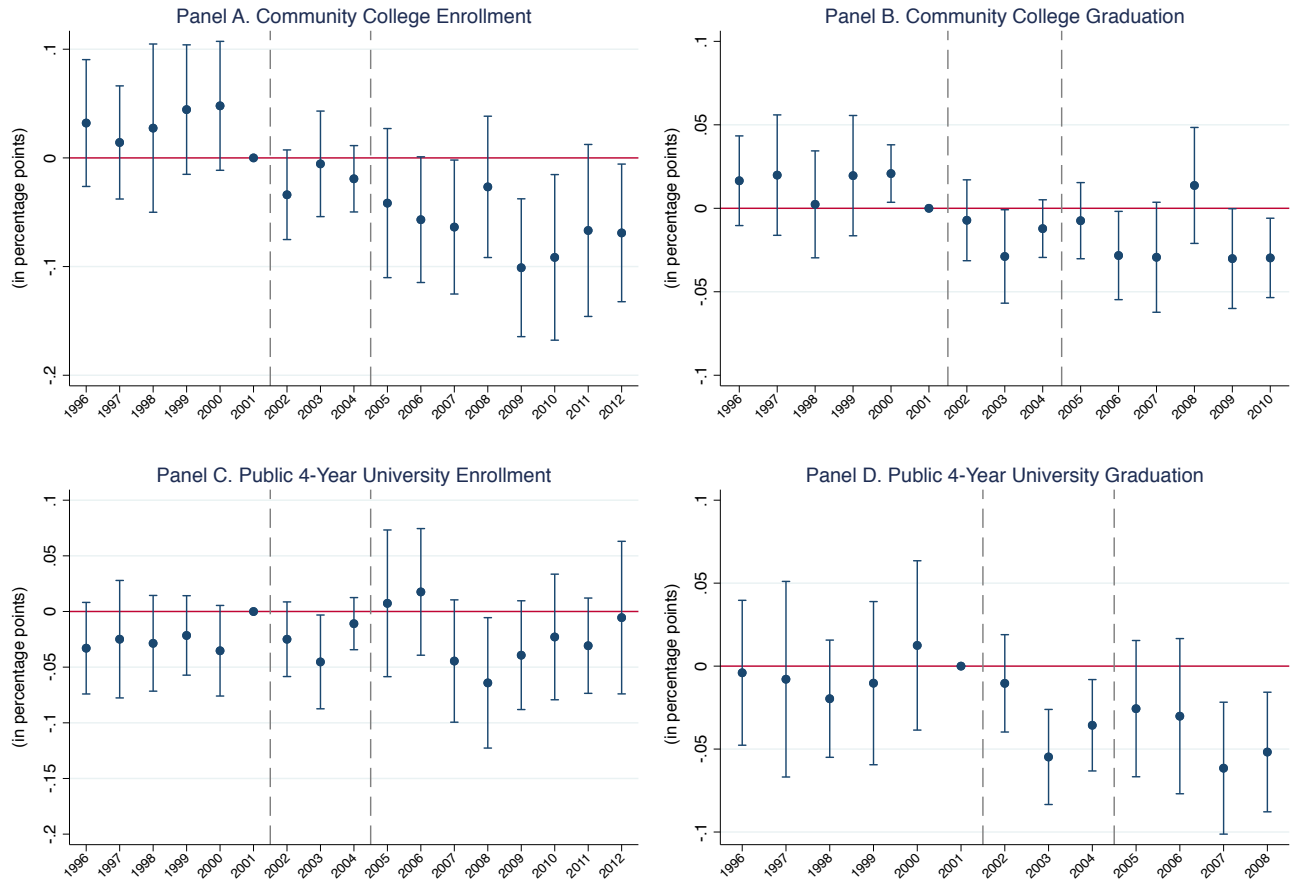 Panel A. Community College Enrollment
(in percentage points)
.1
0
-.1
-.2
1996 1997 1998 1999 2000 2001 2002 2003 2004 2005 2006 2007 2008 2009 2010 2011 2012
Panel B. Community College Graduation
(in percentage points)
.1
.05
0
-.05
-.1
1996 1997 1998 1999 2000 2001 2002 2003 2004 2005 2006 2007 2008 2009 2010
Panel C. Public 4-Year University Enrollment
(in percentage points)
.1
.05
0
-.05
-.1
-.15
-.2
1996 1997 1998 1999 2000 2001 2002 2003 2004 2005 2006 2007 2008 2009 2010 2011 2012
Panel D. Public 4-Year University Graduation
(in percentage points)
.1
.05
0
-.05
-.1
1996 1997 1998 1999 2000 2001 2002 2003 2004 2005 2006 2007 2008